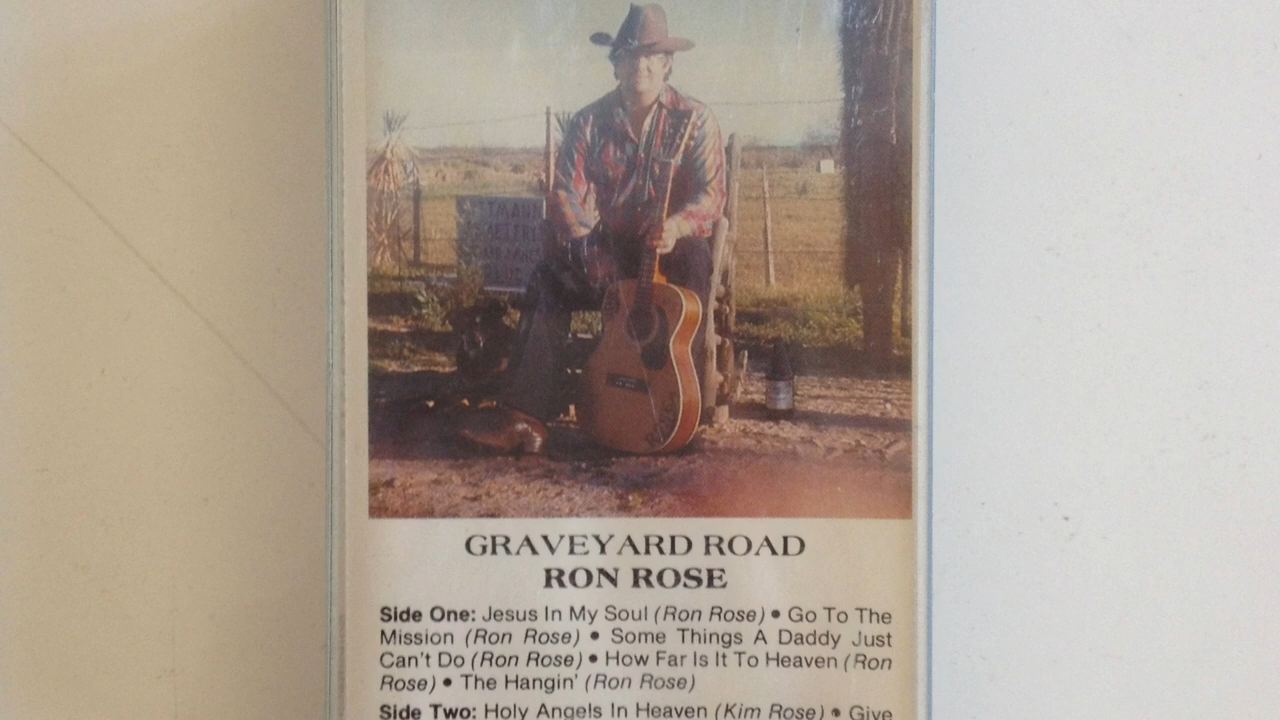 GRAVEYARD ROAD
RON ROSE
Side One: Jesus In My Soul (Ron Rose) • Go To The
Mission (Ron Rose) • Some Things A Daddy Just
Can't Do (Ron Rose) • How Far Is It To Heaven (Ron
Rose) • The Hangin' (Ron Rose)
Side Two: Holy Angels In Heaven (Kim Rose) • Give